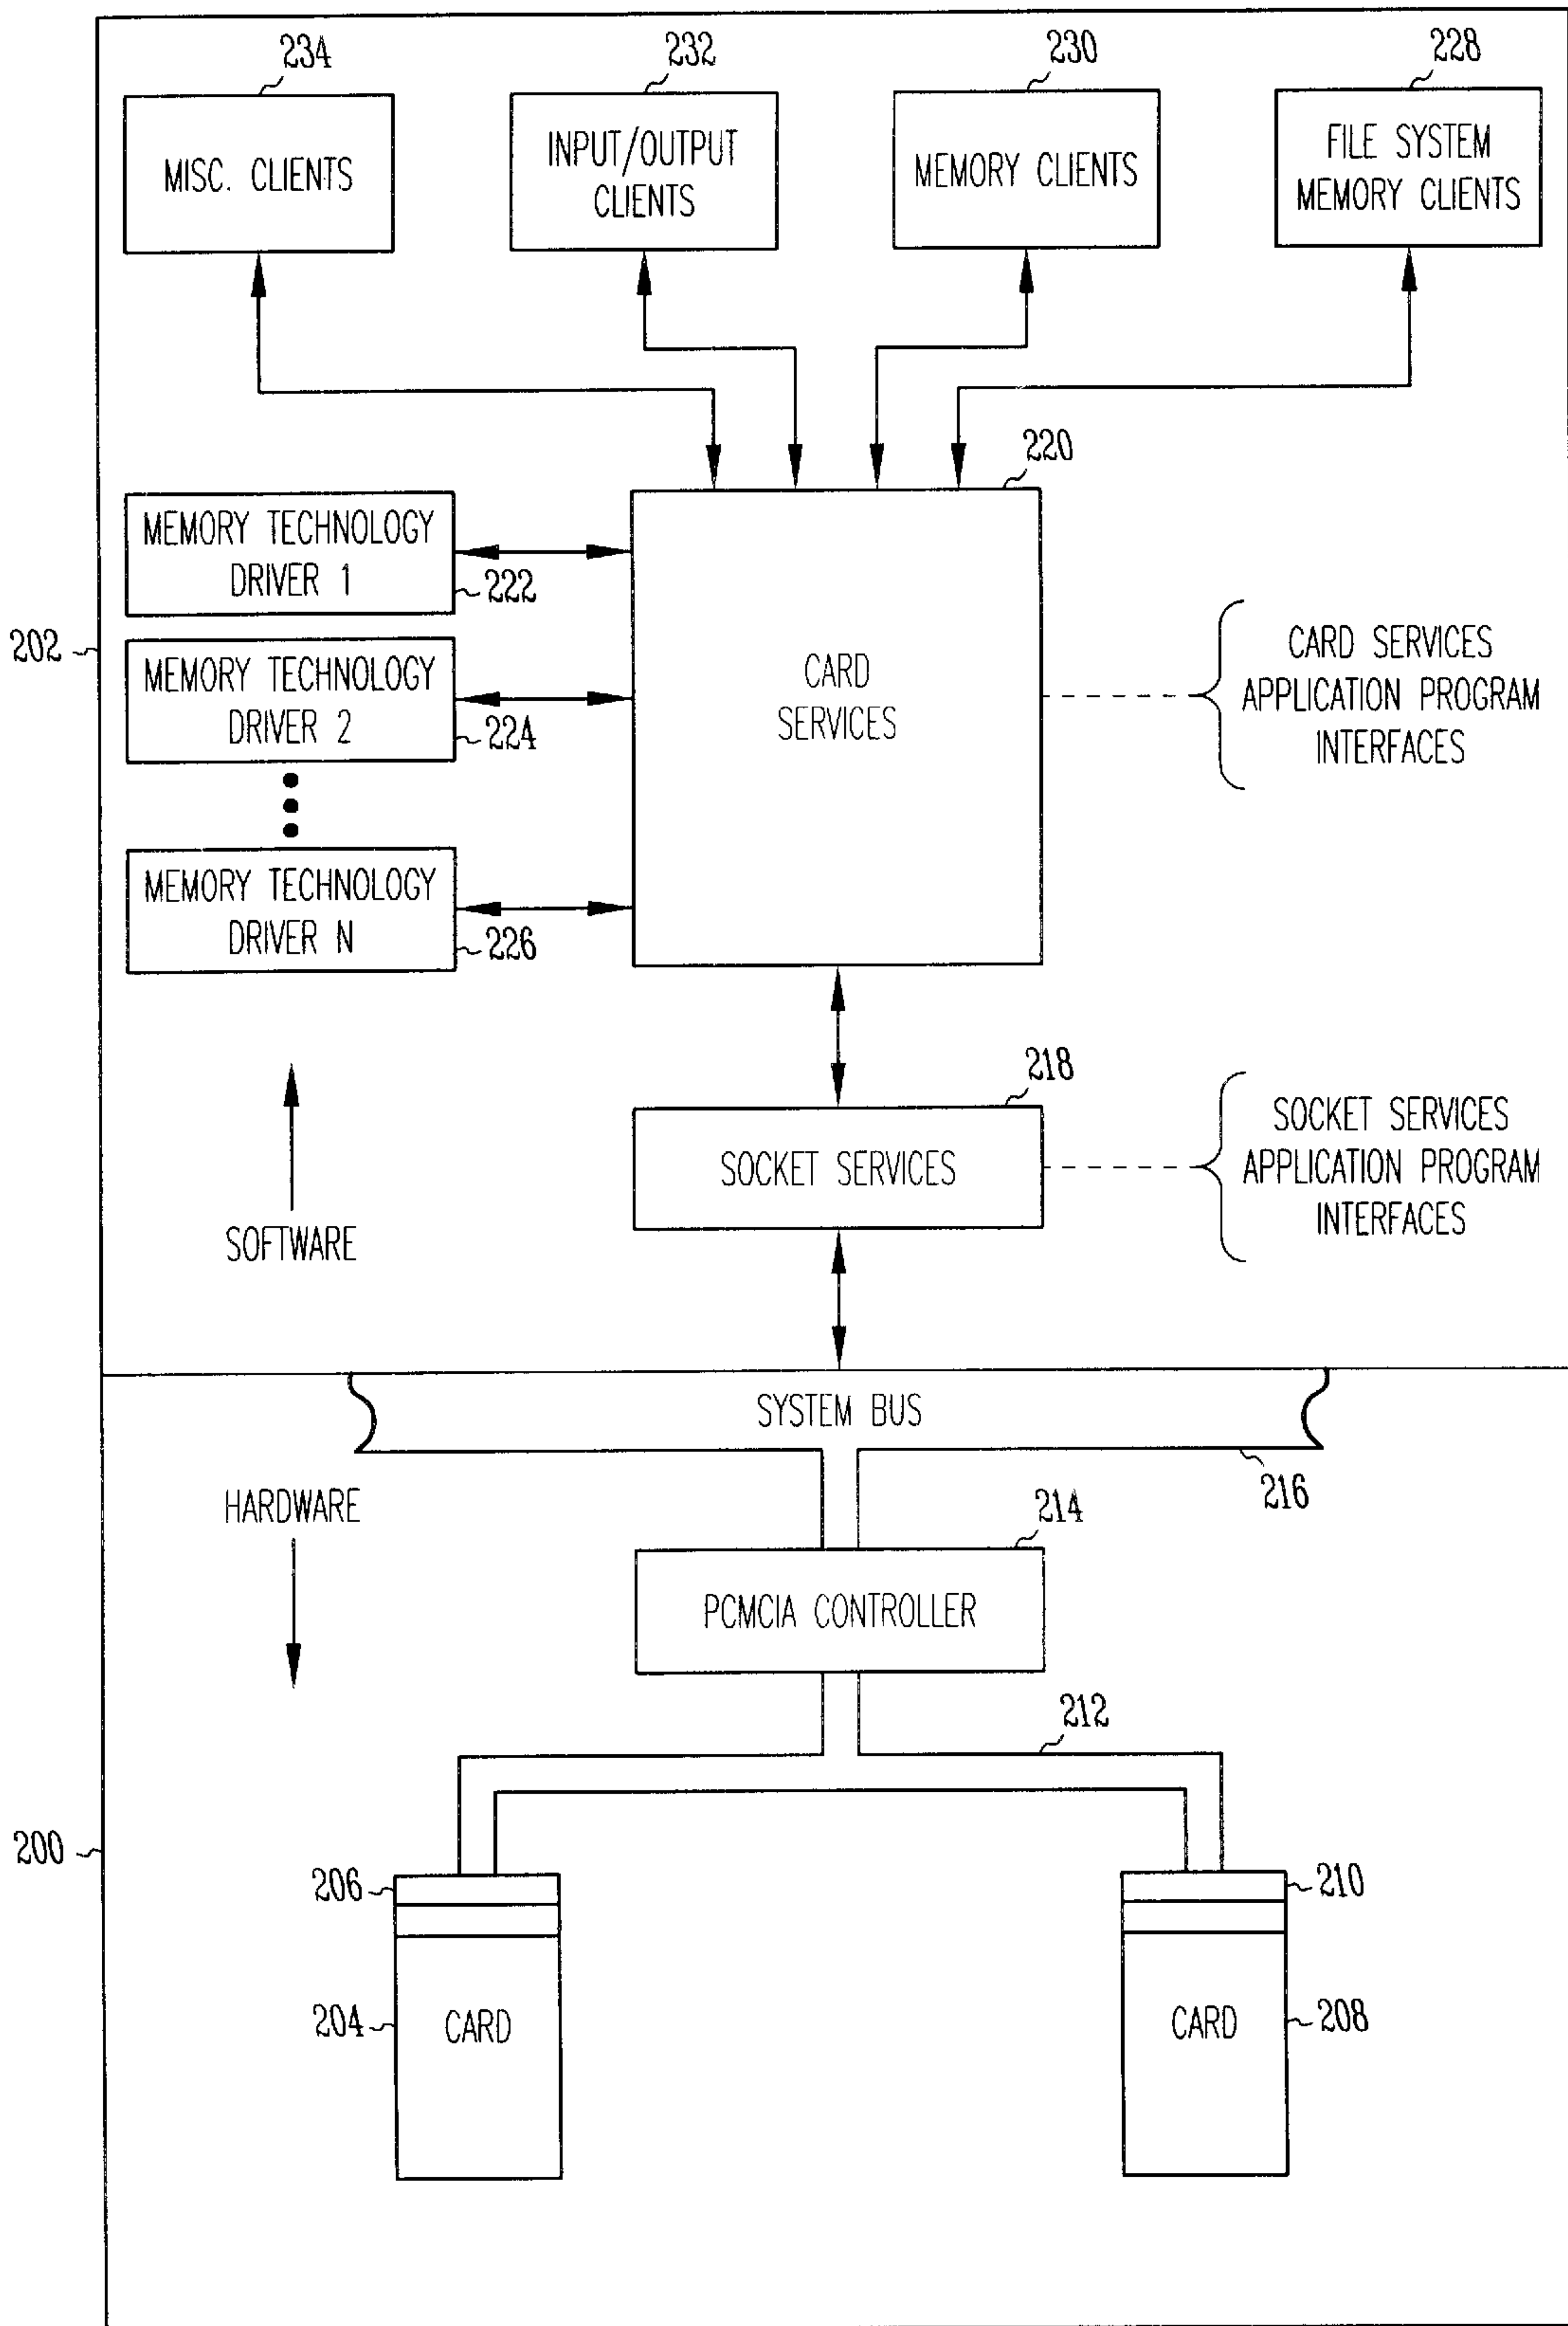 234
232
230
228
MISC. CLIENTS
INPUT/OUTPUT
CLIENTS
MEMORY CLIENTS
FILE SYSTEM
MEMORY CLIENTS
220
MEMORY TECHNOLOGY
DRIVER 1
222
202
MEMORY TECHNOLOGY
DRIVER 2
224
MEMORY TECHNOLOGY
DRIVER N
226
CARD
SERVICES
CARD SERVICES
APPLICATION PROGRAM
INTERFACES
218
SOCKET SERVICES
SOCKET SERVICES
APPLICATION PROGRAM
INTERFACES
SOFTWARE
SYSTEM BUS
216
HARDWARE
214
PCMCIA CONTROLLER
212
200
206
210
204
CARD
CARD
208